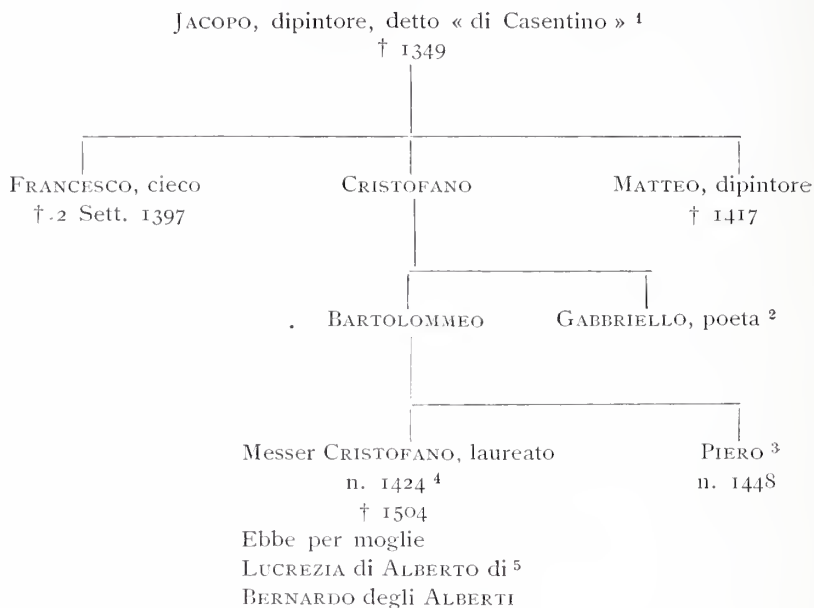 JACOPO, dipintore, detto « di Casentino » ¹
† 1349
FRANCESCO, cieco
† 2 Sett. 1397
CRISTOFANO
MATTEO, dipintore
† 1417
BARTOLOMMEO
GABBRIELLO, poeta ²
Messer CRISTOFANO, laureato
n. 1424 ⁴
† 1504
Ebbe per moglie
LUCREZIA di ALBERTO di ⁵
BERNARDO degli ALBERTI
PIERO ³
n. 1448